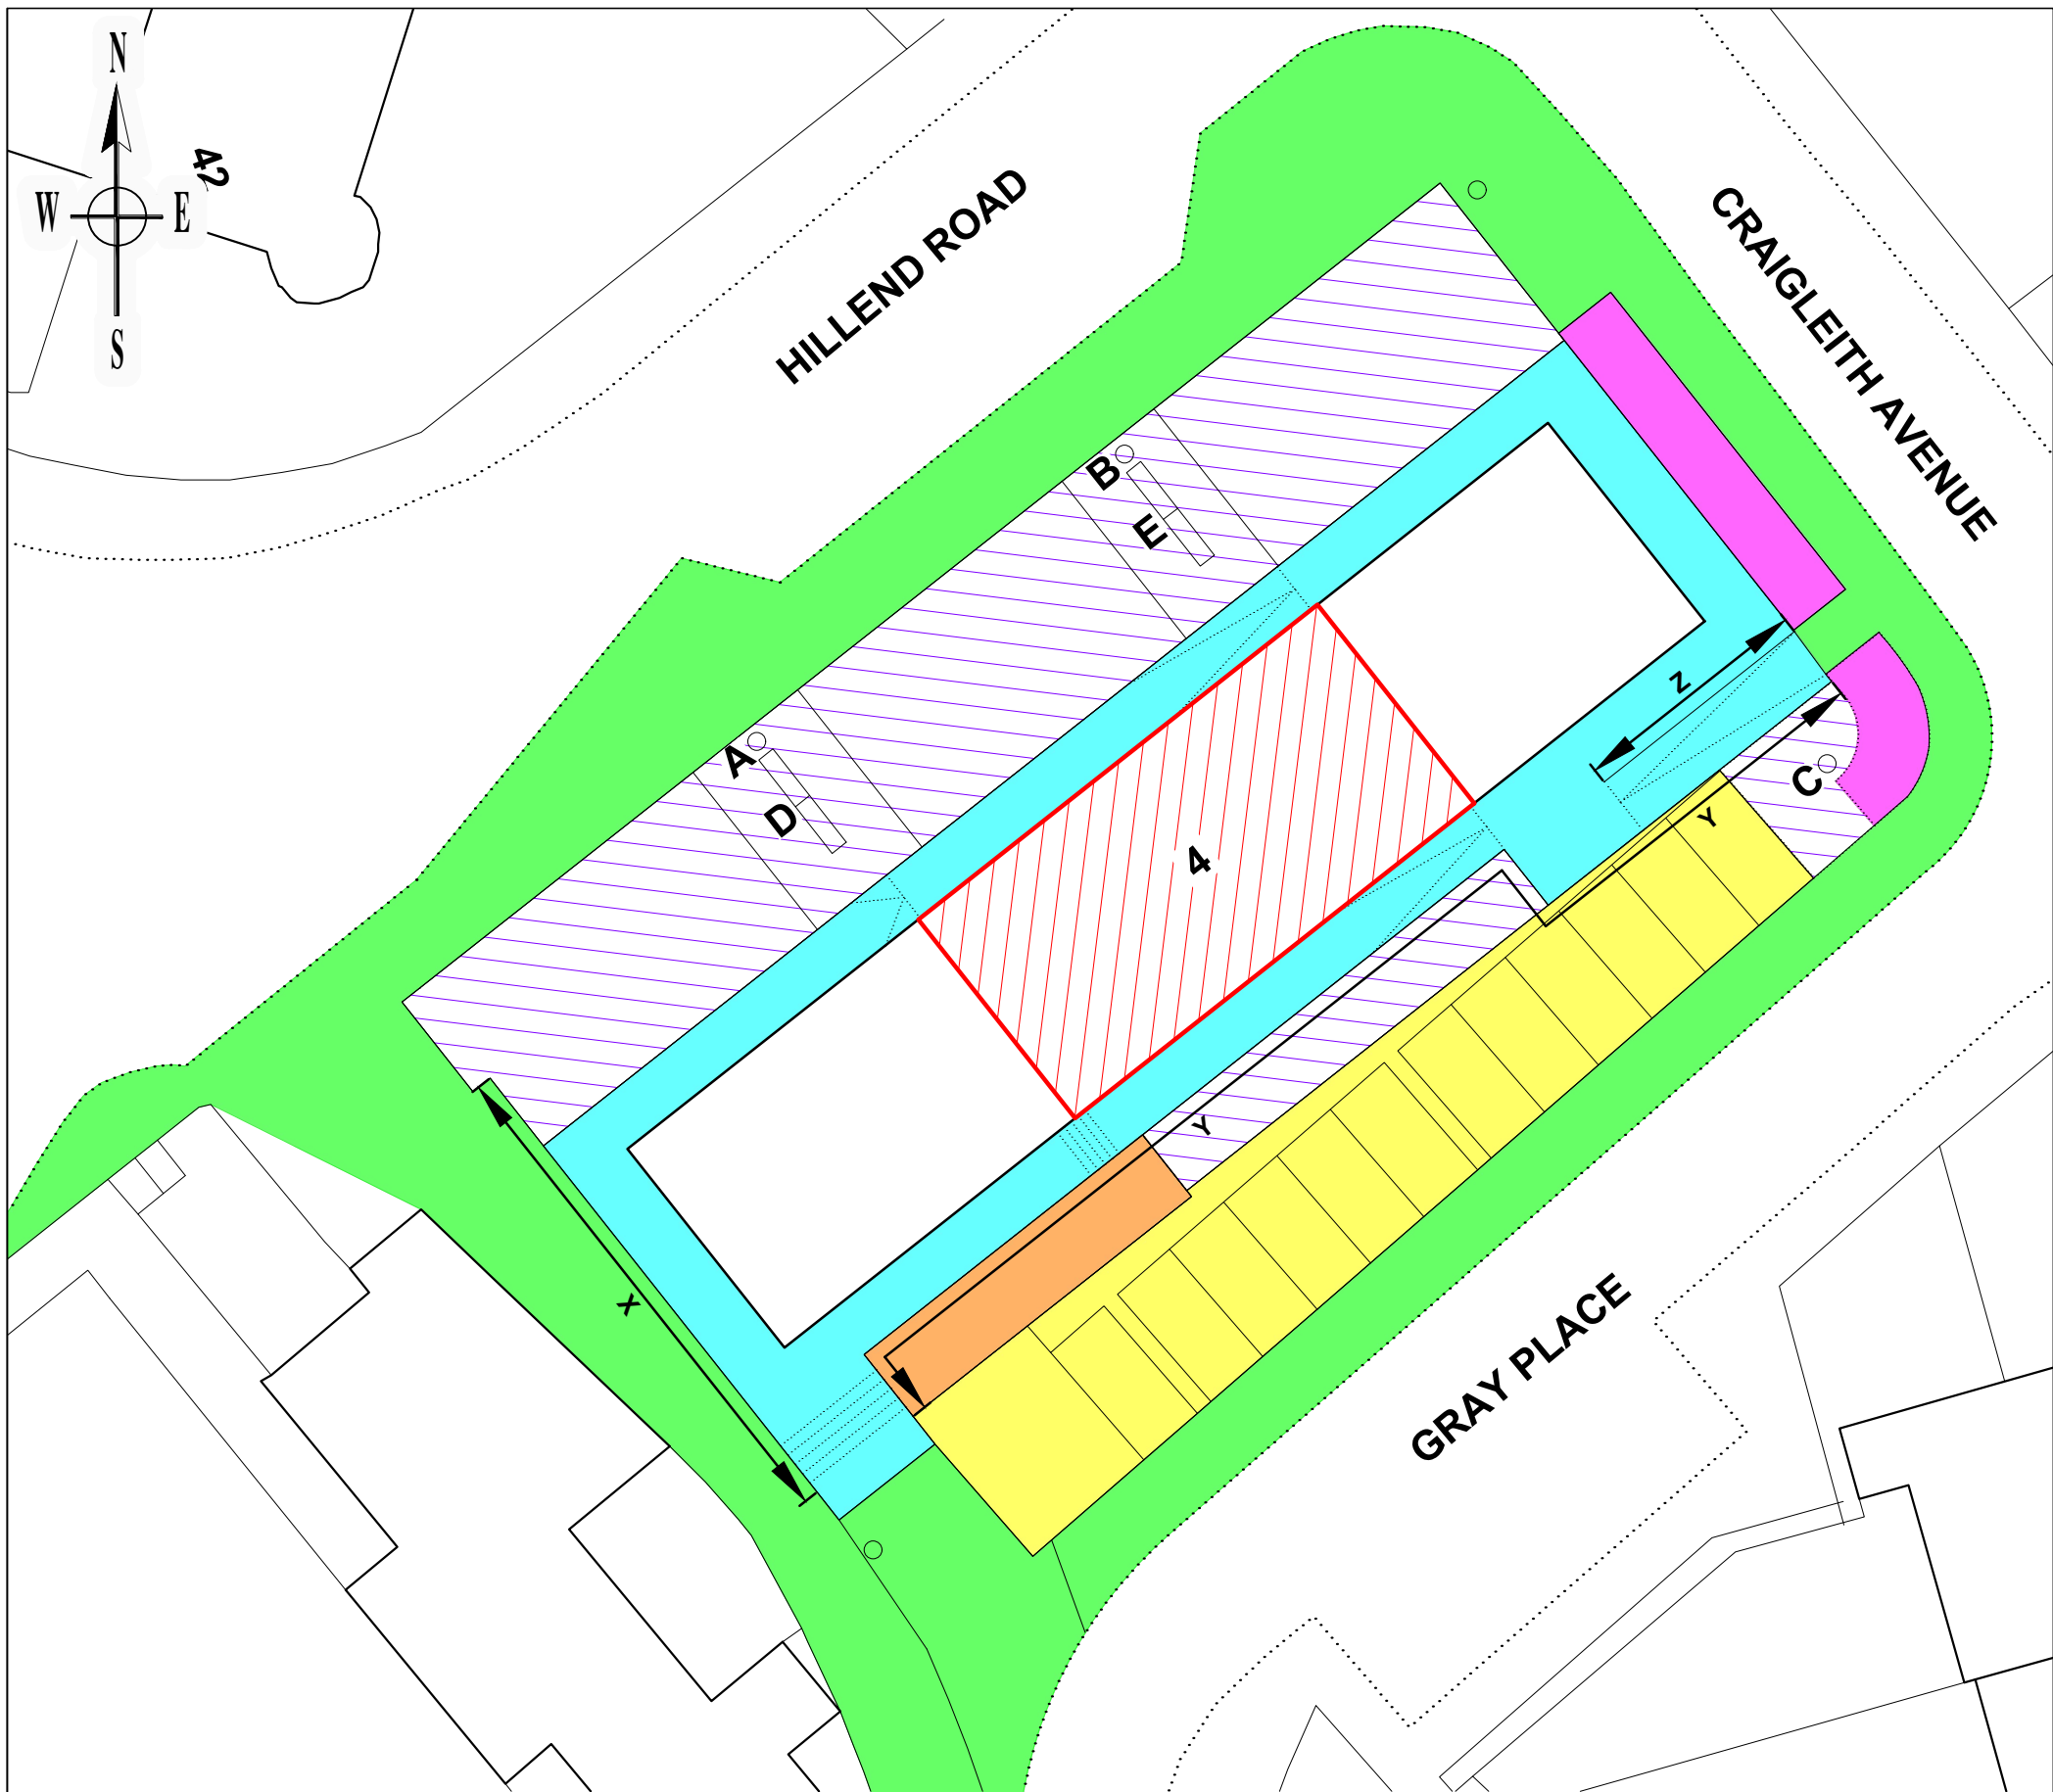 N
W E
S
42
HILLEND ROAD
CRAIGLEITH AVENUE
B
E
A
D
Z
C
Y
4
Y
X
GRAY PLACE